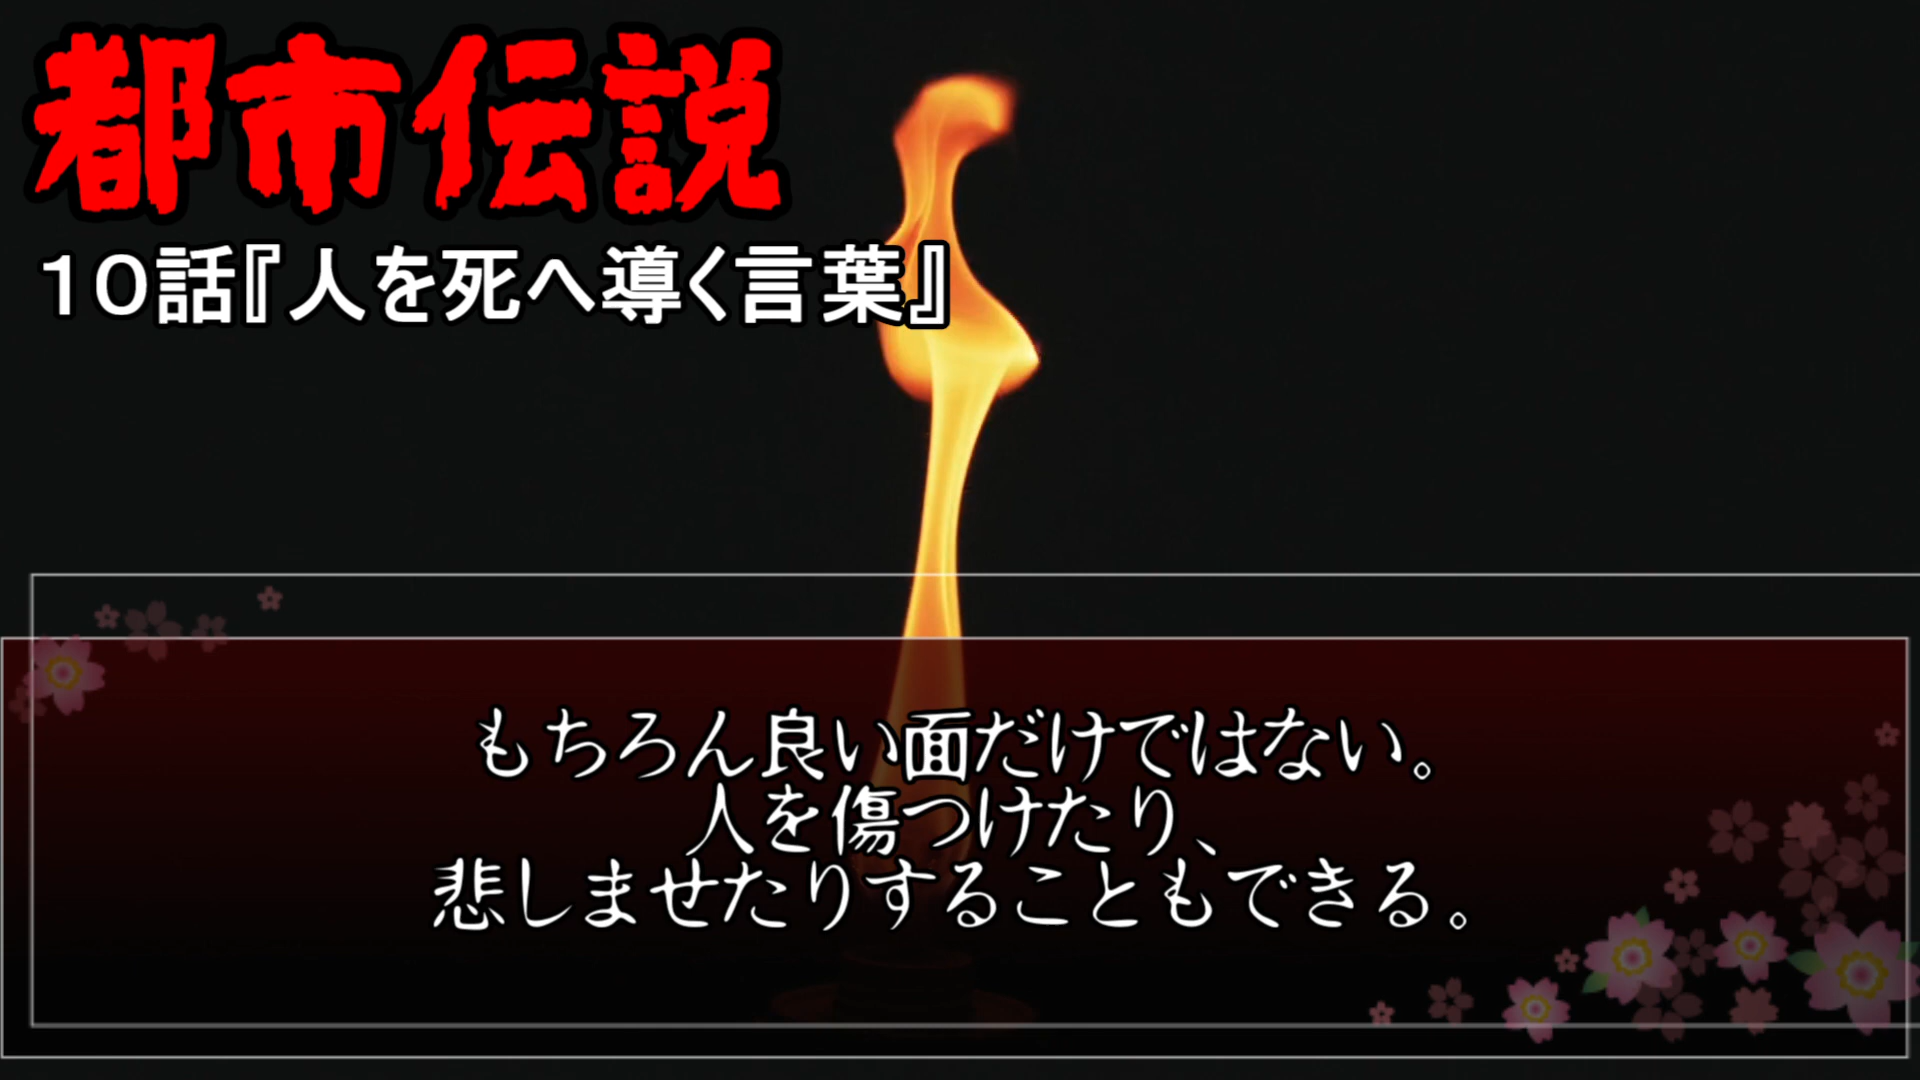 都市伝説
１０話『人を死へ導く言葉』
もちろん良い面だけではない。
人を傷つけたり、
悲しませたりすることもできる。